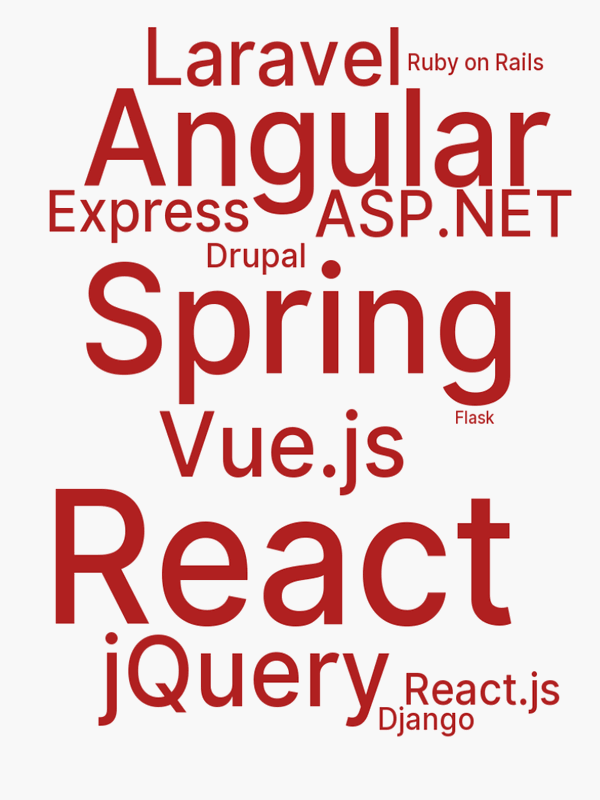 Laravel
Ruby on Rails
Angular
Express
ASP.NET
Drupal
Spring
Flask
Vue.js
React
jQuery
React.js
Django